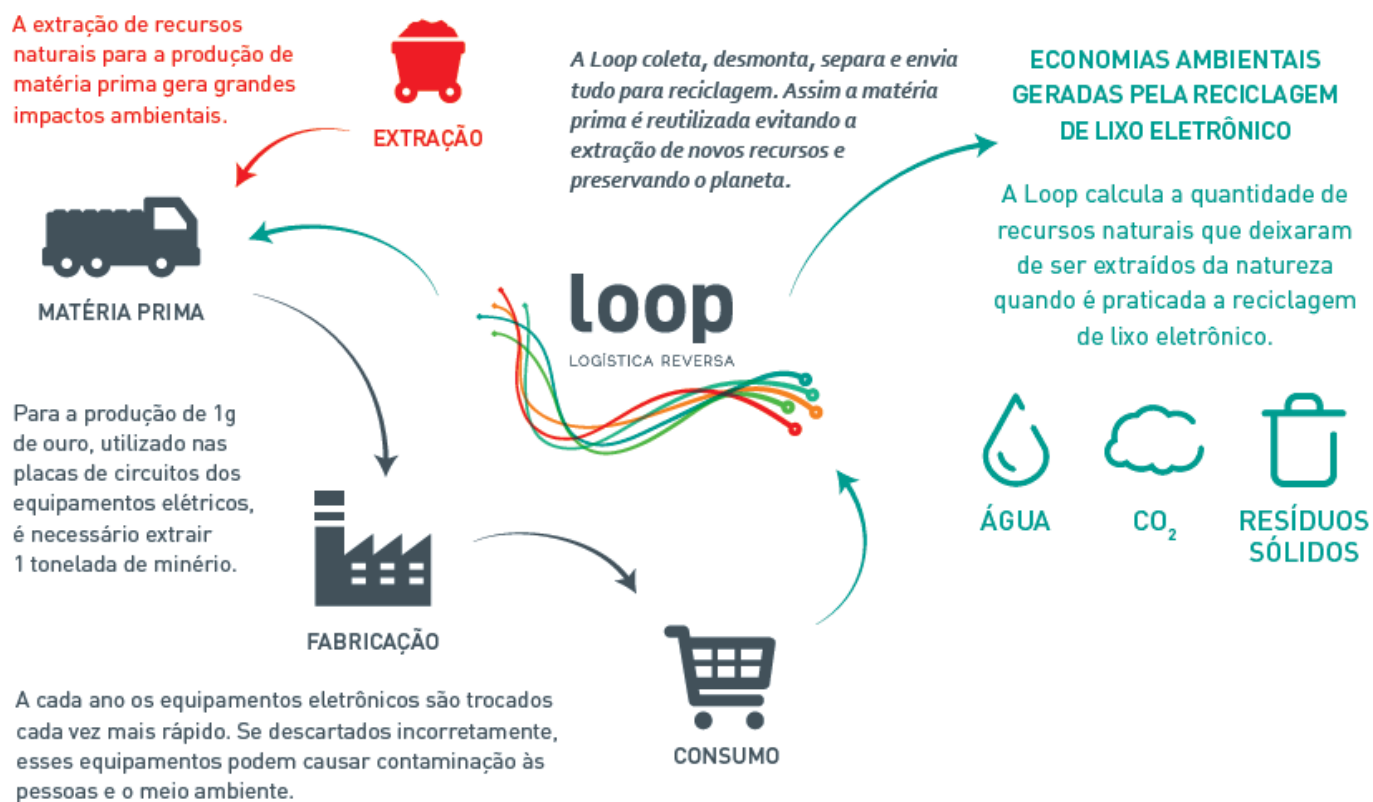 A extração de recursos
naturais para a produção de
matéria prima gera grandes
impactos ambientais.
EXTRAÇÃO
A Loop coleta, desmonta, separa e envia
tudo para reciclagem. Assim a matéria
prima é reutilizada evitando a
extração de novos recursos e
preservando o planeta.
ECONOMIAS AMBIENTAIS
GERADAS PELA RECICLAGEM
DE LIXO ELETRÔNICO
A Loop calcula a quantidade de
recursos naturais que deixaram
de ser extraídos da natureza
quando é praticada a reciclagem
de lixo eletrônico.
MATÉRIA PRIMA
loop
LOGÍSTICA REVERSA
Para a produção de 1g
de ouro, utilizado nas
placas de circuitos dos
equipamentos elétricos,
é necessário extrair
1 tonelada de minério.
ÁGUA
CO₂
RESÍDUOS
SÓLIDOS
FABRICAÇÃO
A cada ano os equipamentos eletrônicos são trocados
cada vez mais rápido. Se descartados incorretamente,
esses equipamentos podem causar contaminação às
pessoas e o meio ambiente.
CONSUMO